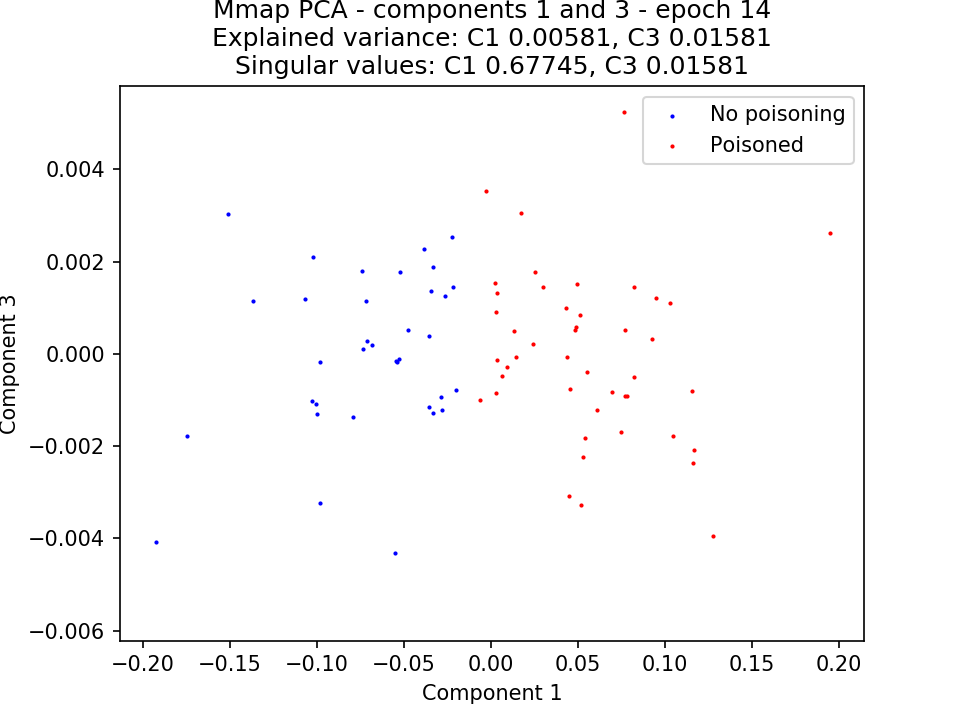 Mmap PCA - components 1 and 3 - epoch 14
Explained variance: C1 0.00581, C3 0.01581
Singular values: C1 0.67745, C3 0.01581
No poisoning
Poisoned
0.004
0.002
0.000
−0.002
−0.004
−0.006
Component 3
−0.20
−0.15
−0.10
−0.05
0.00
0.05
0.10
0.15
0.20
Component 1